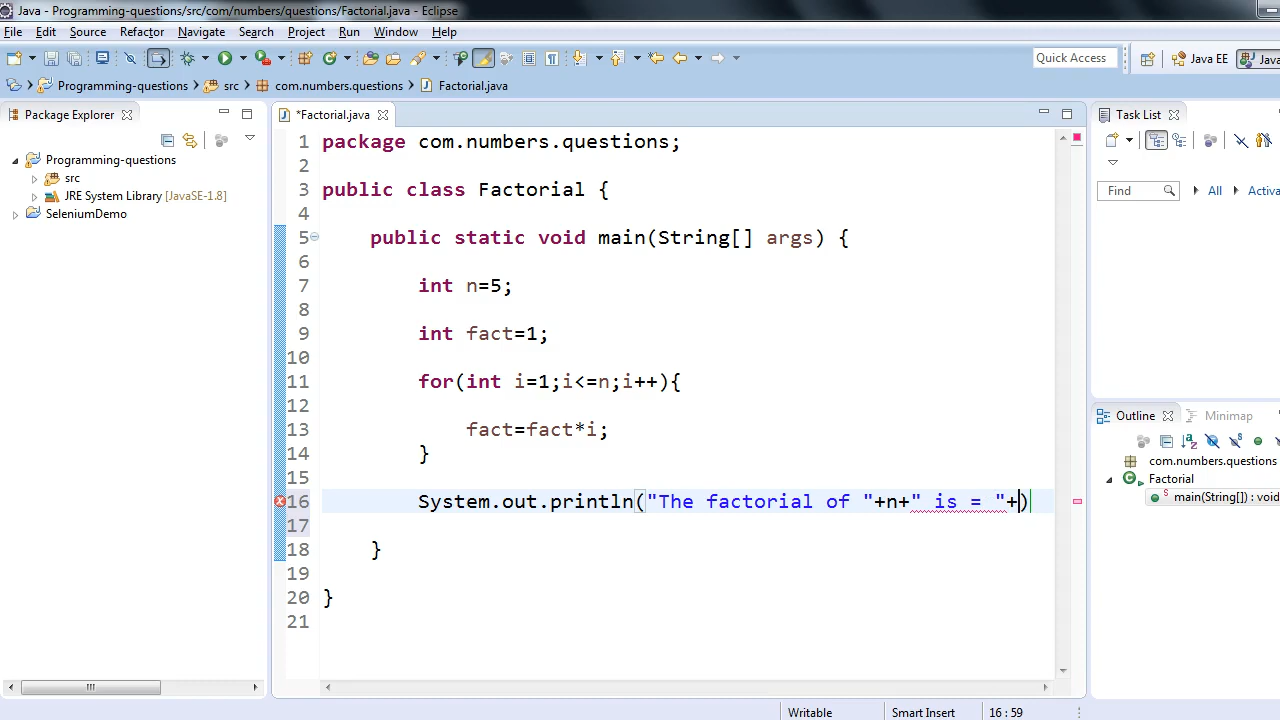 Java - Programming-questions/src/com/numbers/questions/Factorial.java - Eclipse
File Edit Source Refactor Navigate Search Project Run Window Help
Quick Access Java EE Java
Programming-questions src com.numbers.questions Factorial.java
Package Explorer
Programming-questions
src
JRE System Library [JavaSE-1.8]
SeleniumDemo
*Factorial.java
1 package com.numbers.questions;
2
3 public class Factorial {
4
5 public static void main(String[] args) {
6
7 int n=5;
8
9 int fact=1;
10
11 for(int i=1;i<=n;i++){
12
13 fact=fact*i;
14 }
15
16 System.out.println("The factorial of "+n+" is = "+)
17
18 }
19
20 }
21
Task List
Find All Activa
Outline Minimap
com.numbers.questions
Factorial
main(String[]) : void
Writable Smart Insert 16 : 59